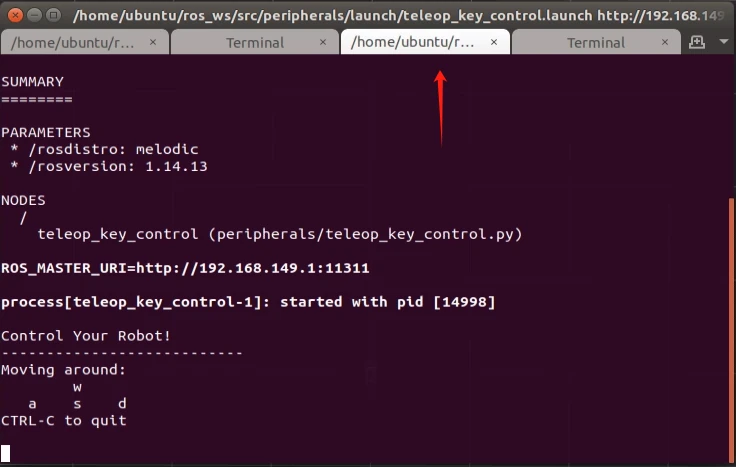 /home/ubuntu/ros_ws/src/peripherals/launch/teleop_key_control.launch http://192.168.149
/home/ubuntu/r... × Terminal × /home/ubuntu/r... × Terminal ×
SUMMARY
========
PARAMETERS
* /rosdistro: melodic
* /rosversion: 1.14.13
NODES
/
teleop_key_control (peripherals/teleop_key_control.py)
ROS_MASTER_URI=http://192.168.149.1:11311
process[teleop_key_control-1]: started with pid [14998]
Control Your Robot!
---------------------------
Moving around:
w
a s d
CTRL-C to quit